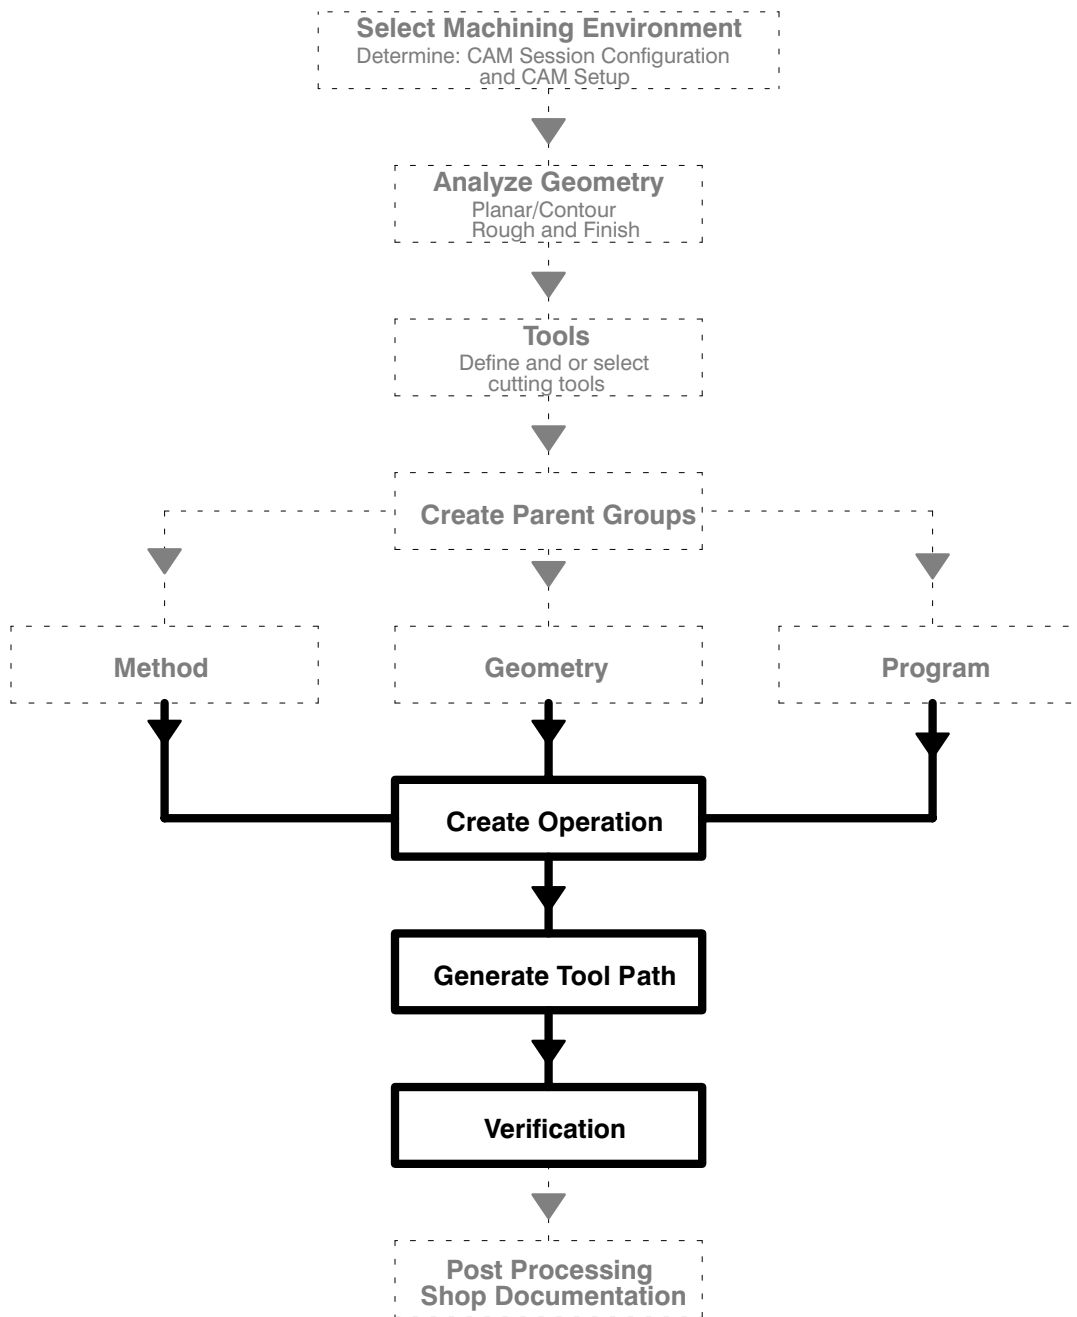 Select Machining Environment
Determine: CAM Session Configuration
and CAM Setup
Analyze Geometry
Planar/Contour
Rough and Finish
Tools
Define and or select
cutting tools
Create Parent Groups
Method
Geometry
Program
Create Operation
Generate Tool Path
Verification
Post Processing
Shop Documentation